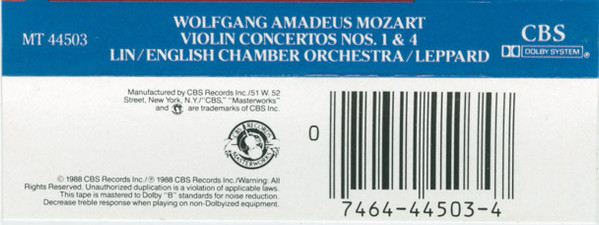 MT 44503
WOLFGANG AMADEUS MOZART
VIOLIN CONCERTOS NOS. 1 & 4
LIN/ENGLISH CHAMBER ORCHESTRA/LEPPARD
CBS
DOLBY SYSTEM®
Manufactured by CBS Records Inc./51 W. 52
Street, New York, N.Y./"CBS," "Masterworks"
and are trademarks of CBS Inc.
CBS RECORDS
MASTERWORKS
© 1988 CBS Records Inc./℗ 1988 CBS Records Inc./Warning: All
Rights Reserved. Unauthorized duplication is a violation of applicable laws.
This tape is mastered to Dolby "B" standards for noise reduction.
Decrease treble response when playing on non-Dolbyized equipment.
0
7464-44503-4